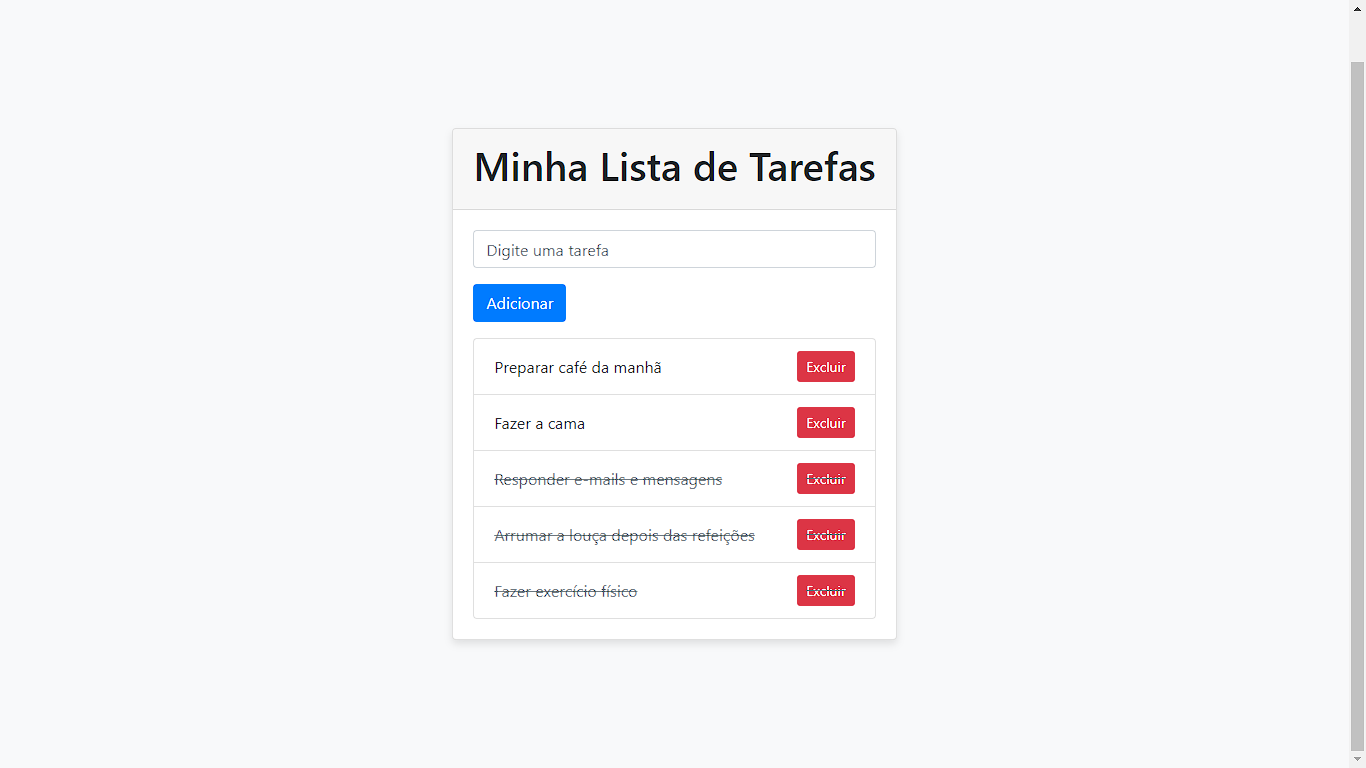 Minha Lista de Tarefas
Digite uma tarefa
Adicionar
Preparar café da manhã Excluir
Fazer a cama Excluir
Responder e-mails e mensagens Excluir
Arrumar a louça depois das refeições Excluir
Fazer exercício físico Excluir